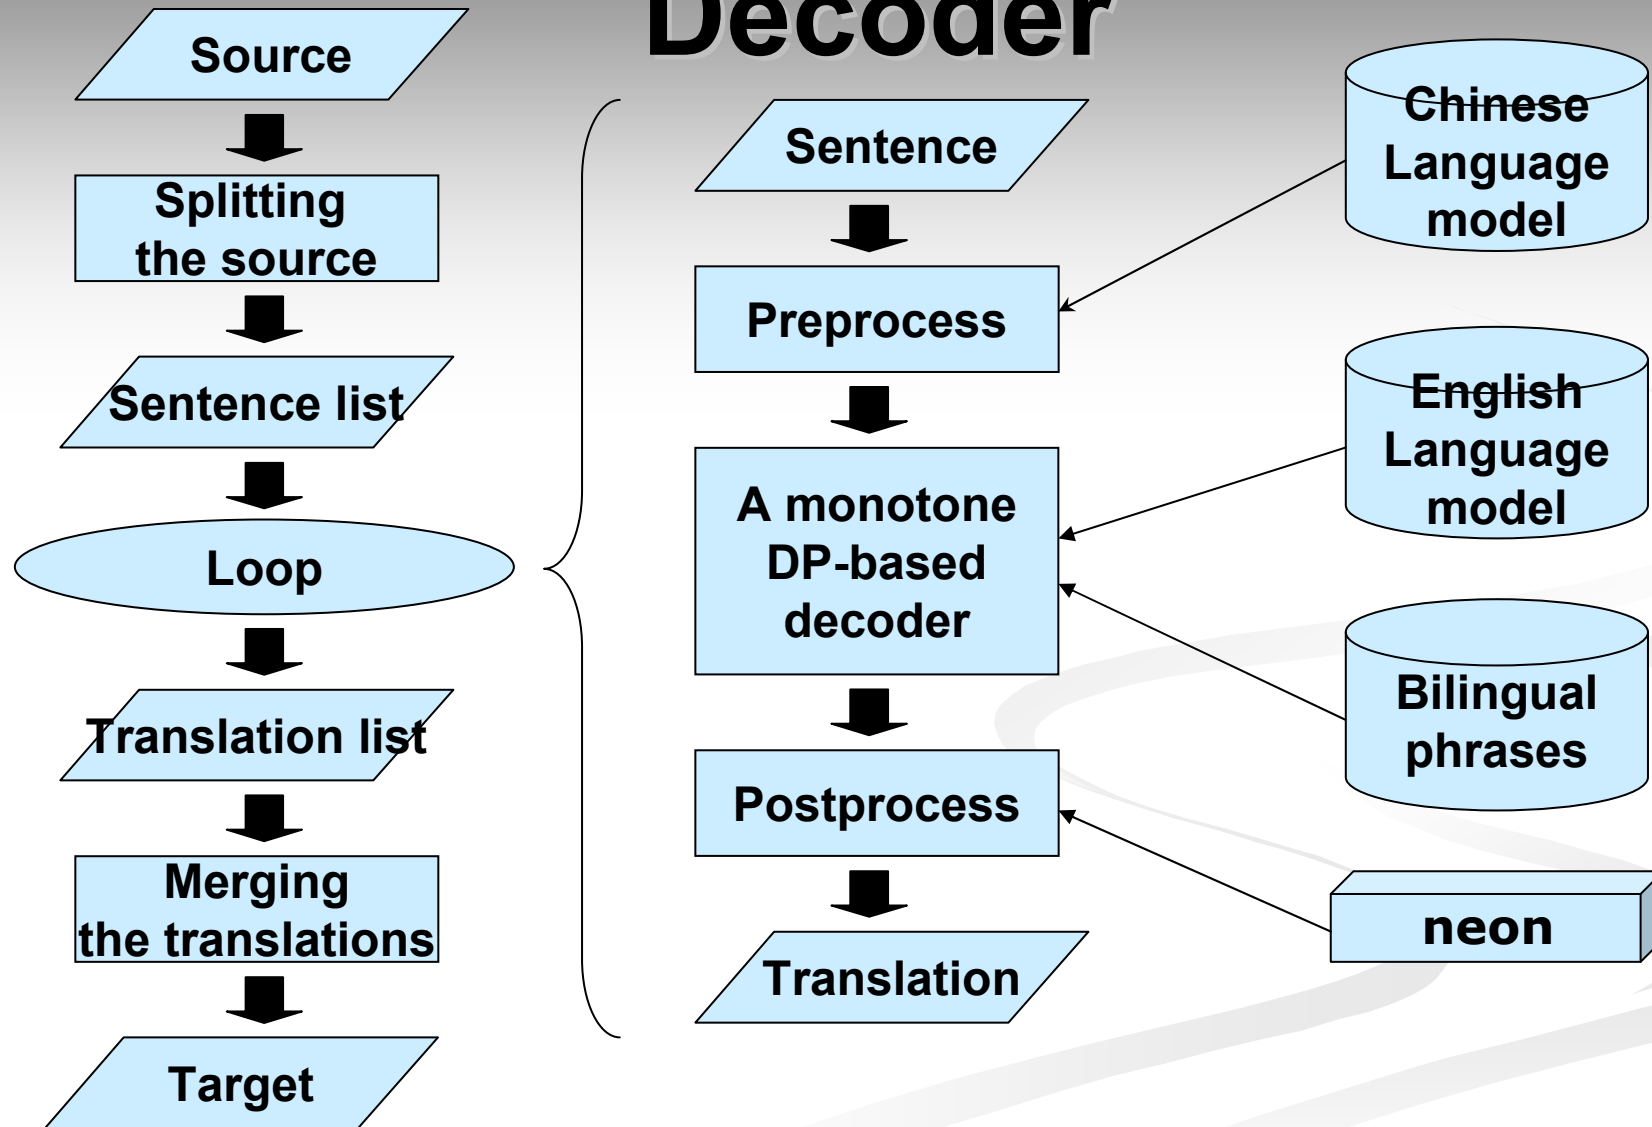 Decoder
Source
Splitting
the source
Sentence list
Loop
Translation list
Merging
the translations
Target
Sentence
Preprocess
A monotone
DP-based
decoder
Postprocess
Translation
Chinese
Language
model
English
Language
model
Bilingual
phrases
neon